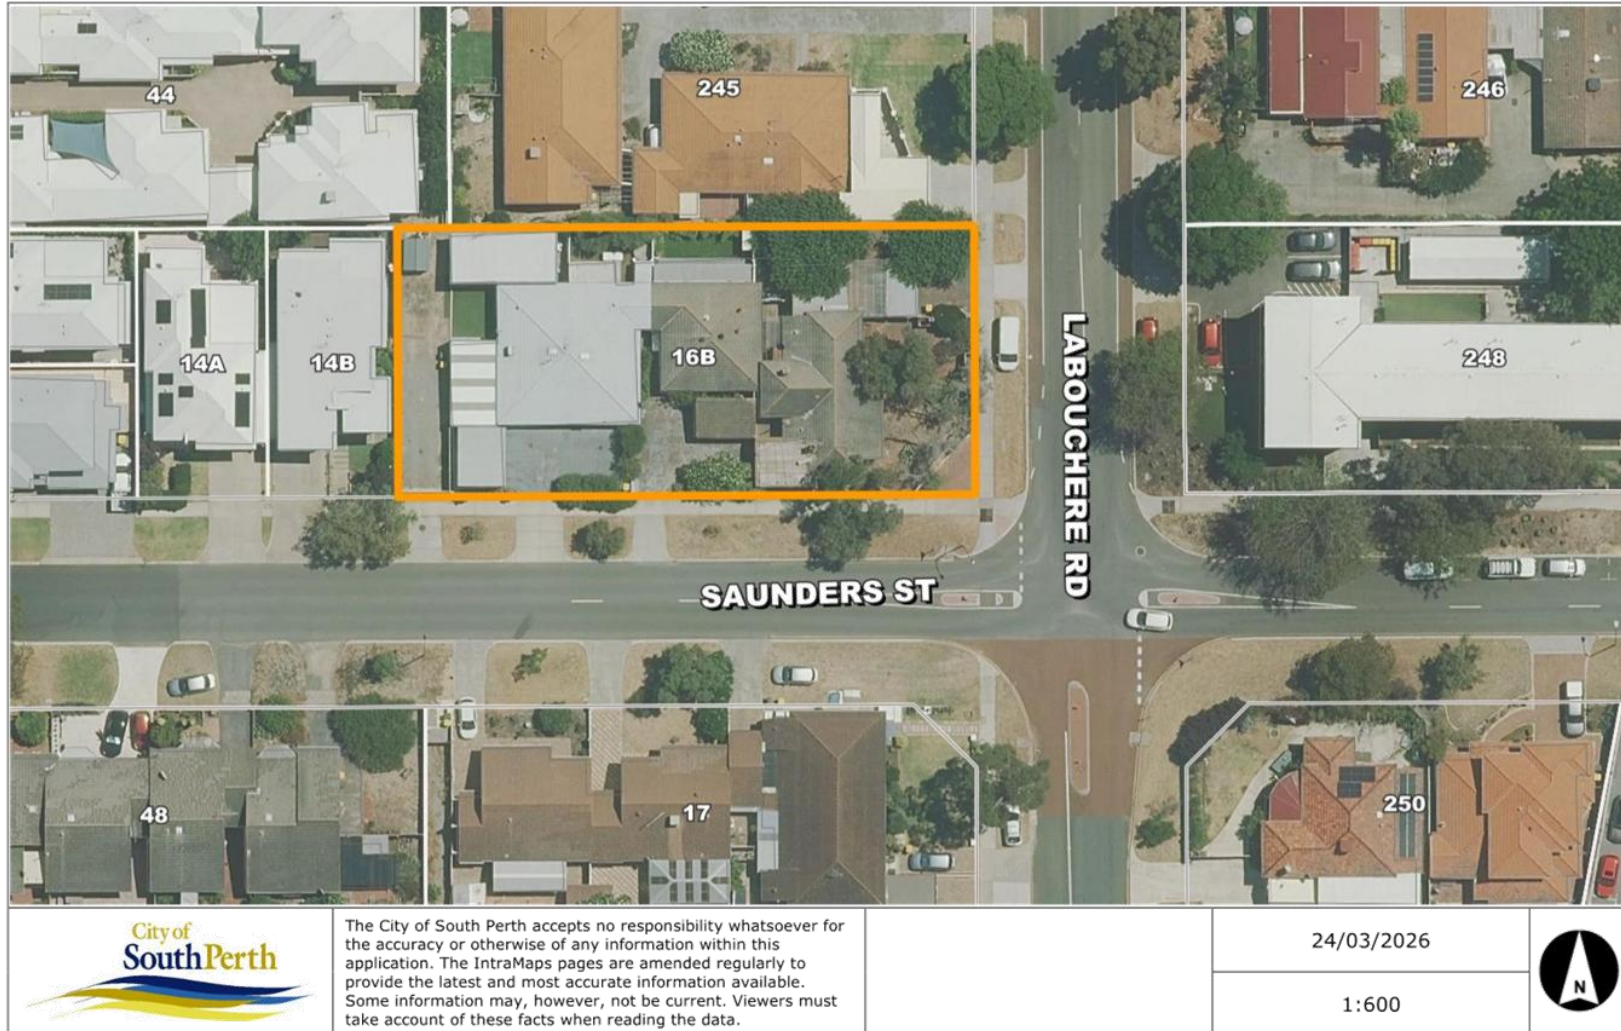 44
245
246
14A
14B
16B
248
LABOUCHERE RD
SAUNDERS ST
48
17
250
City of
SouthPerth
The City of South Perth accepts no responsibility whatsoever for
the accuracy or otherwise of any information within this
application. The IntraMaps pages are amended regularly to
provide the latest and most accurate information available.
Some information may, however, not be current. Viewers must
take account of these facts when reading the data.
24/03/2026
1:600
N